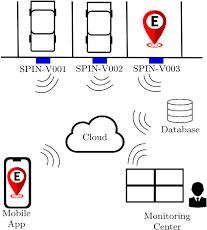 E
SPIN-V001 SPIN-V002 SPIN-V003
Database
Cloud
E
Mobile
App
Monitoring
Center